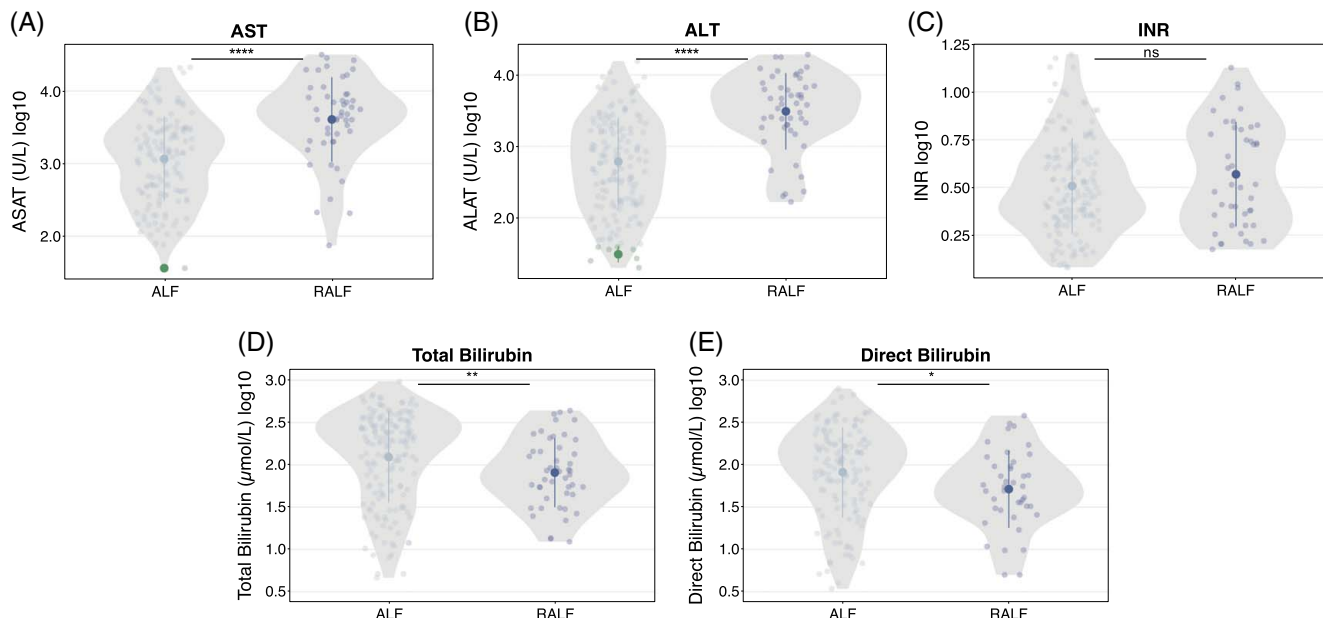 (A)
AST
****
ASAT (U/L) log10
4.0
3.0
2.0
ALF
RALF
(B)
ALT
****
ALAT (U/L) log10
4.0
3.0
2.0
ALF
RALF
(C)
INR
ns
INR log10
1.25
1.00
0.75
0.50
0.25
ALF
RALF
(D)
Total Bilirubin
**
Total Bilirubin (µmol/L) log10
3.0
2.5
2.0
1.5
1.0
0.5
ALF
RALF
(E)
Direct Bilirubin
*
Direct Bilirubin (µmol/L) log10
3.0
2.5
2.0
1.5
1.0
0.5
ALF
RALF